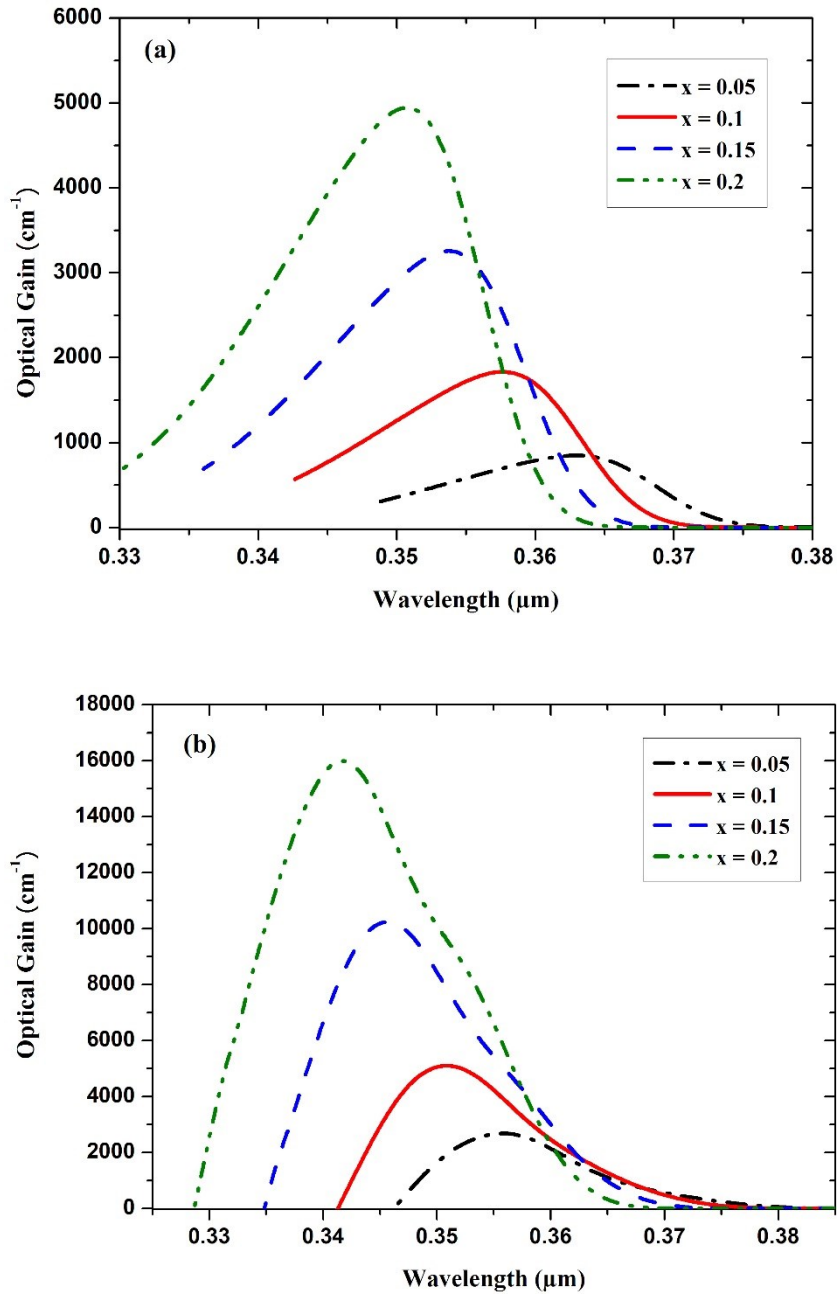 (a)
x = 0.05
x = 0.1
x = 0.15
x = 0.2
6000
5000
4000
3000
2000
1000
0
Optical Gain (cm⁻¹)
0.33 0.34 0.35 0.36 0.37 0.38
Wavelength (μm)
(b)
x = 0.05
x = 0.1
x = 0.15
x = 0.2
18000
16000
14000
12000
10000
8000
6000
4000
2000
0
Optical Gain (cm⁻¹)
0.33 0.34 0.35 0.36 0.37 0.38
Wavelength (μm)